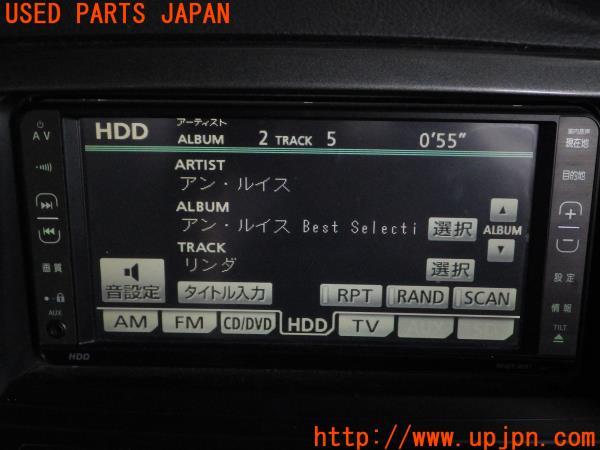 USED PARTS JAPAN
AV
HDD アーティスト
ALBUM 2 TRACK 5 0'55"
ARTIST
アン・ルイス
ALBUM
アン・ルイス Best Selecti 選択
ALBUM
TRACK
リンダ 選択
音設定 タイトル入力 RPT RAND SCAN
AM FM CD/DVD HDD TV AUX
画質
AUX
HDD
現在地
目的地
設定
情報
TILT
http://www.upjpn.com